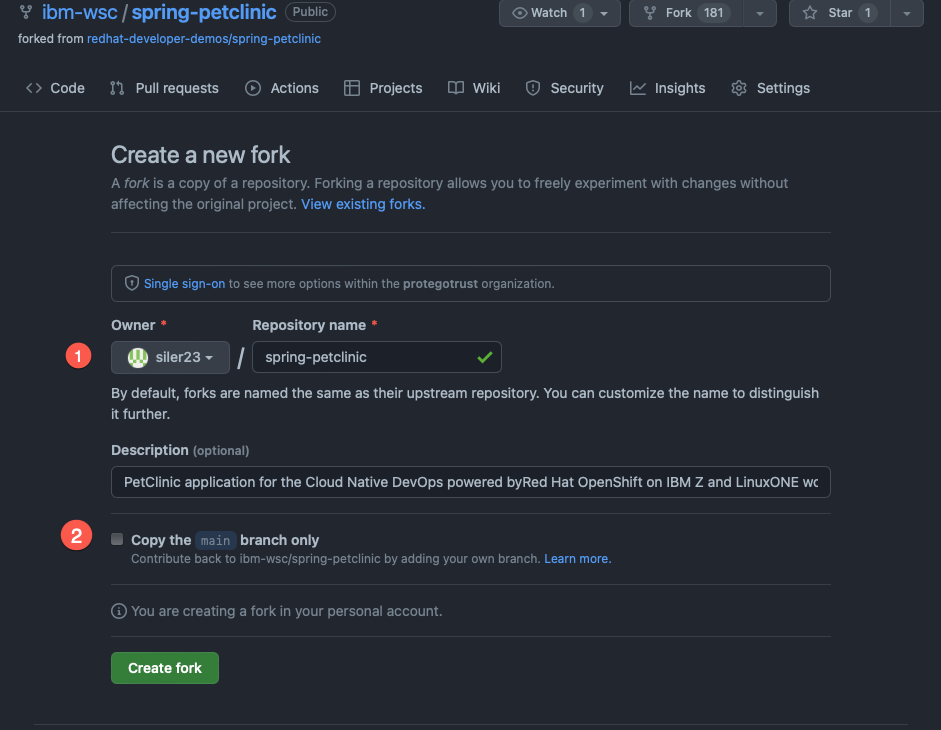 ibm-wsc / spring-petclinic Public Watch 1 Fork 181 Star 1
forked from redhat-developer-demos/spring-petclinic
Code Pull requests Actions Projects Wiki Security Insights Settings
Create a new fork
A fork is a copy of a repository. Forking a repository allows you to freely experiment with changes without
affecting the original project. View existing forks.
Single sign-on to see more options within the protegotrust organization.
Owner * Repository name *
1 siler23 / spring-petclinic
By default, forks are named the same as their upstream repository. You can customize the name to distinguish
it further.
Description (optional)
PetClinic application for the Cloud Native DevOps powered byRed Hat OpenShift on IBM Z and LinuxONE wo
2 Copy the main branch only
Contribute back to ibm-wsc/spring-petclinic by adding your own branch. Learn more.
You are creating a fork in your personal account.
Create fork